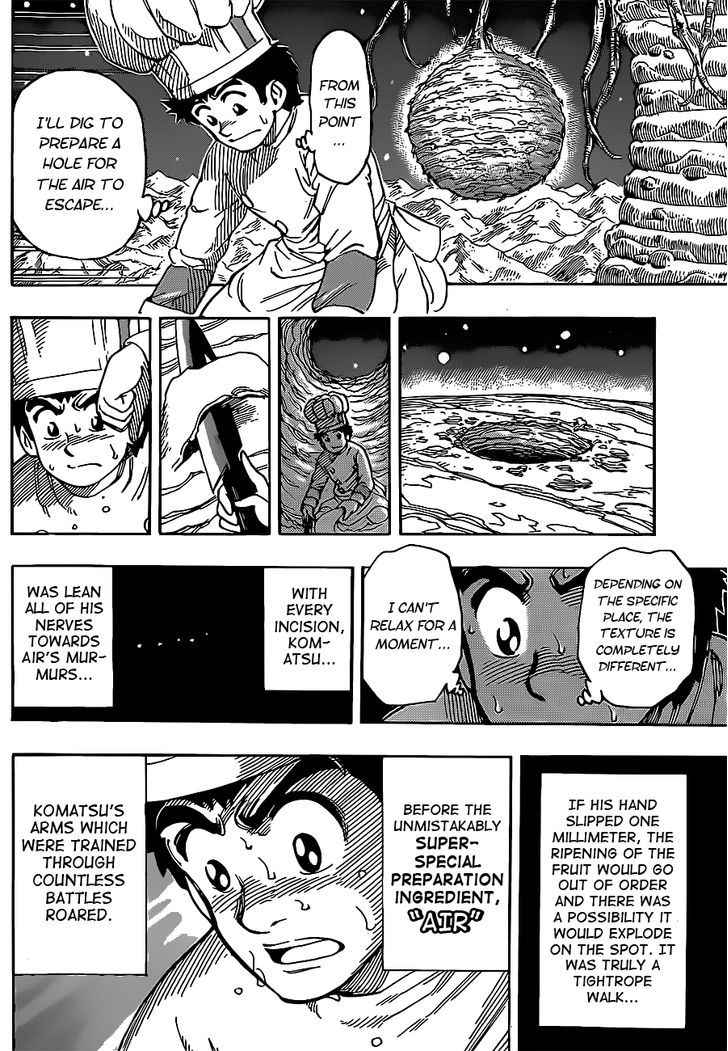 FROM
THIS
POINT
...
I'LL DIG TO
PREPARE A
HOLE FOR
THE AIR TO
ESCAPE...
DEPENDING ON
THE SPECIFIC
PLACE, THE
TEXTURE IS
COMPLETELY
DIFFERENT...
I CAN'T
RELAX FOR A
MOMENT...
WITH
EVERY
INCISION,
KOM-
ATSU...
WAS LEAN
ALL OF HIS
NERVES
TOWARDS
AIR'S MUR-
MURS...
IF HIS HAND
SLIPPED ONE
MILLIMETER, THE
RIPENING OF THE
FRUIT WOULD GO
OUT OF ORDER
AND THERE WAS
A POSSIBILITY IT
WOULD EXPLODE
ON THE SPOT. IT
WAS TRULY A
TIGHTROPE
WALK...
BEFORE THE
UNMISTAKABLY
SUPER-
SPECIAL
PREPARATION
INGREDIENT,
"AIR"
KOMATSU'S
ARMS WHICH
WERE TRAINED
THROUGH
COUNTLESS
BATTLES
ROARED.